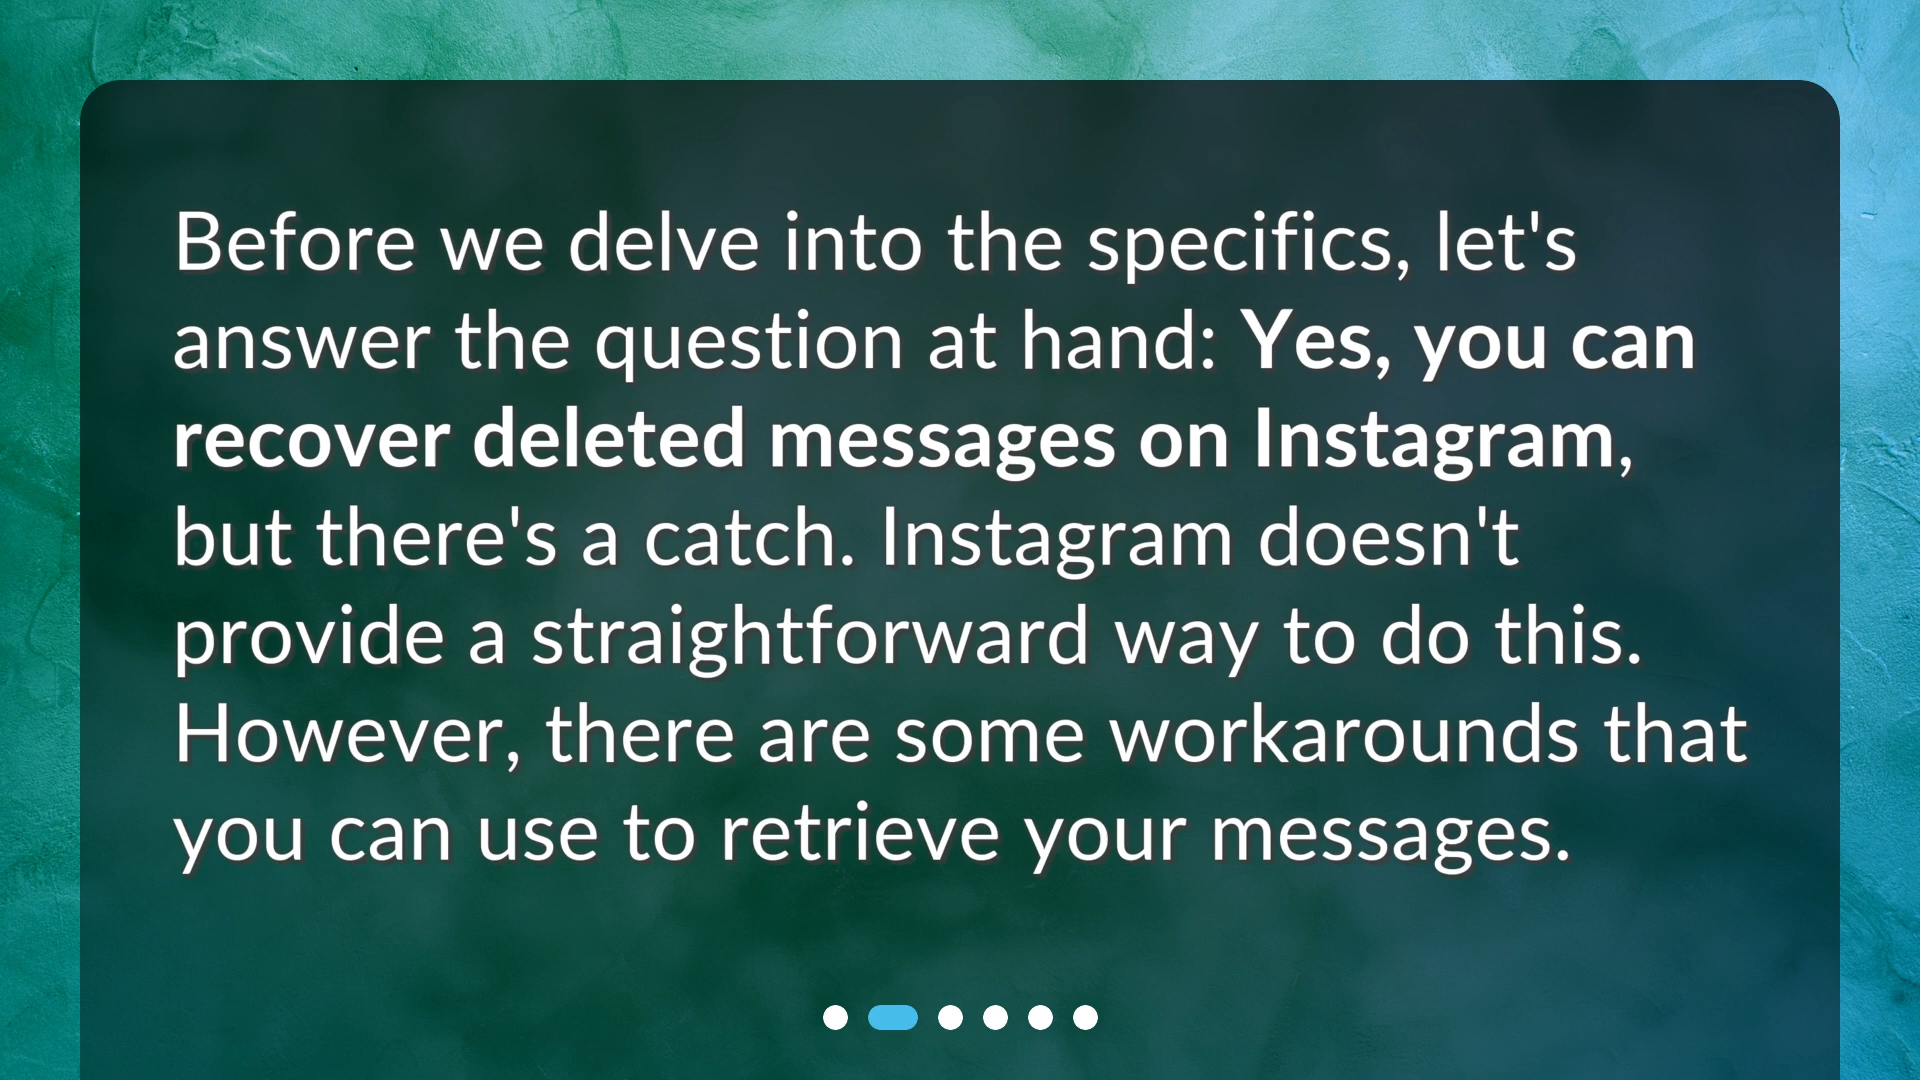 Before we delve into the specifics, let's
answer the question at hand: Yes, you can
recover deleted messages on Instagram,
but there's a catch. Instagram doesn't
provide a straightforward way to do this.
However, there are some workarounds that
you can use to retrieve your messages.